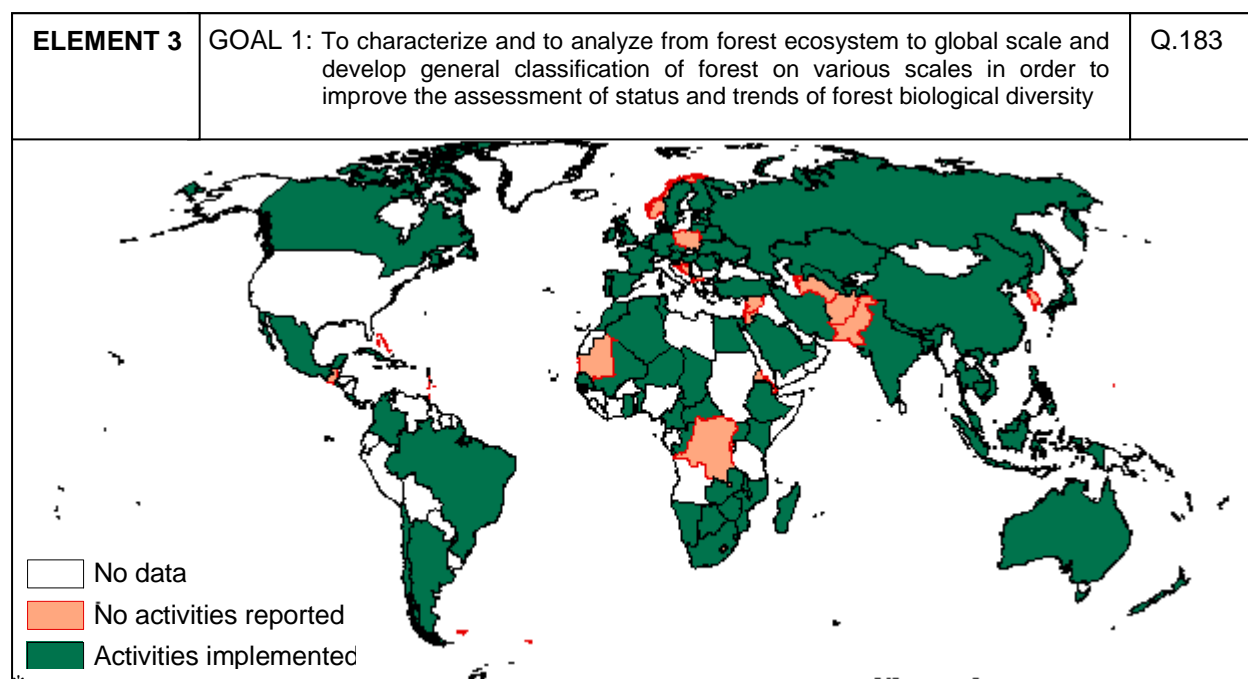 ELEMENT 3
GOAL 1: To characterize and to analyze from forest ecosystem to global scale and
develop general classification of forest on various scales in order to
improve the assessment of status and trends of forest biological diversity
Q.183
No data
No activities reported
Activities implemented
*